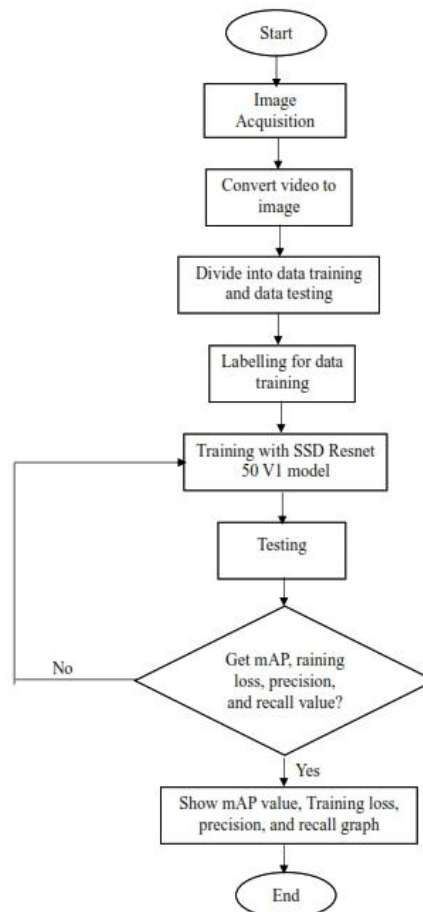 Start
Image
Acquisition
Convert video to
image
Divide into data training
and data testing
Labelling for data
training
Training with SSD Resnet
50 V1 model
Testing
Get mAP, raining
loss, precision,
and recall value?
No
Yes
Show mAP value, Training loss,
precision, and recall graph
End